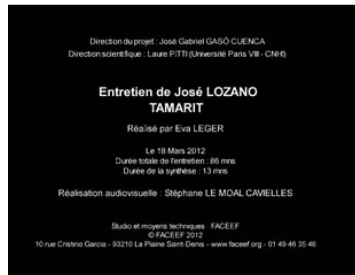 Direction du projet : José Gabriel GASÓ CUENCA
Direction scientifique : Laure PITTI (Université Paris VIII - CNHI)
Entretien de José LOZANO
TAMARIT
Réalisé par Eva LEGER
Le 18 Mars 2012
Durée totale de l'entretien : 86 mns
Durée de la synthèse : 13 mns
Réalisation audiovisuelle : Stéphane LE MOAL CAVIELLES
Studio et moyens techniques : FACEEF
© FACEEF 2012
10 rue Cristino Garcia - 93210 La Plaine Saint-Denis - www.faceef.org - 01 49 46 35 46